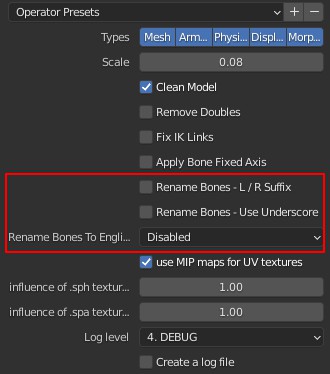 Operator Presets
Types Mesh Arm... Physi... Displ... Morp...
Scale 0.08
Clean Model
Remove Doubles
Fix IK Links
Apply Bone Fixed Axis
Rename Bones - L / R Suffix
Rename Bones - Use Underscore
Rename Bones To Engli... Disabled
use MIP maps for UV textures
influence of .sph textur... 1.00
influence of .spa textur... 1.00
Log level 4. DEBUG
Create a log file